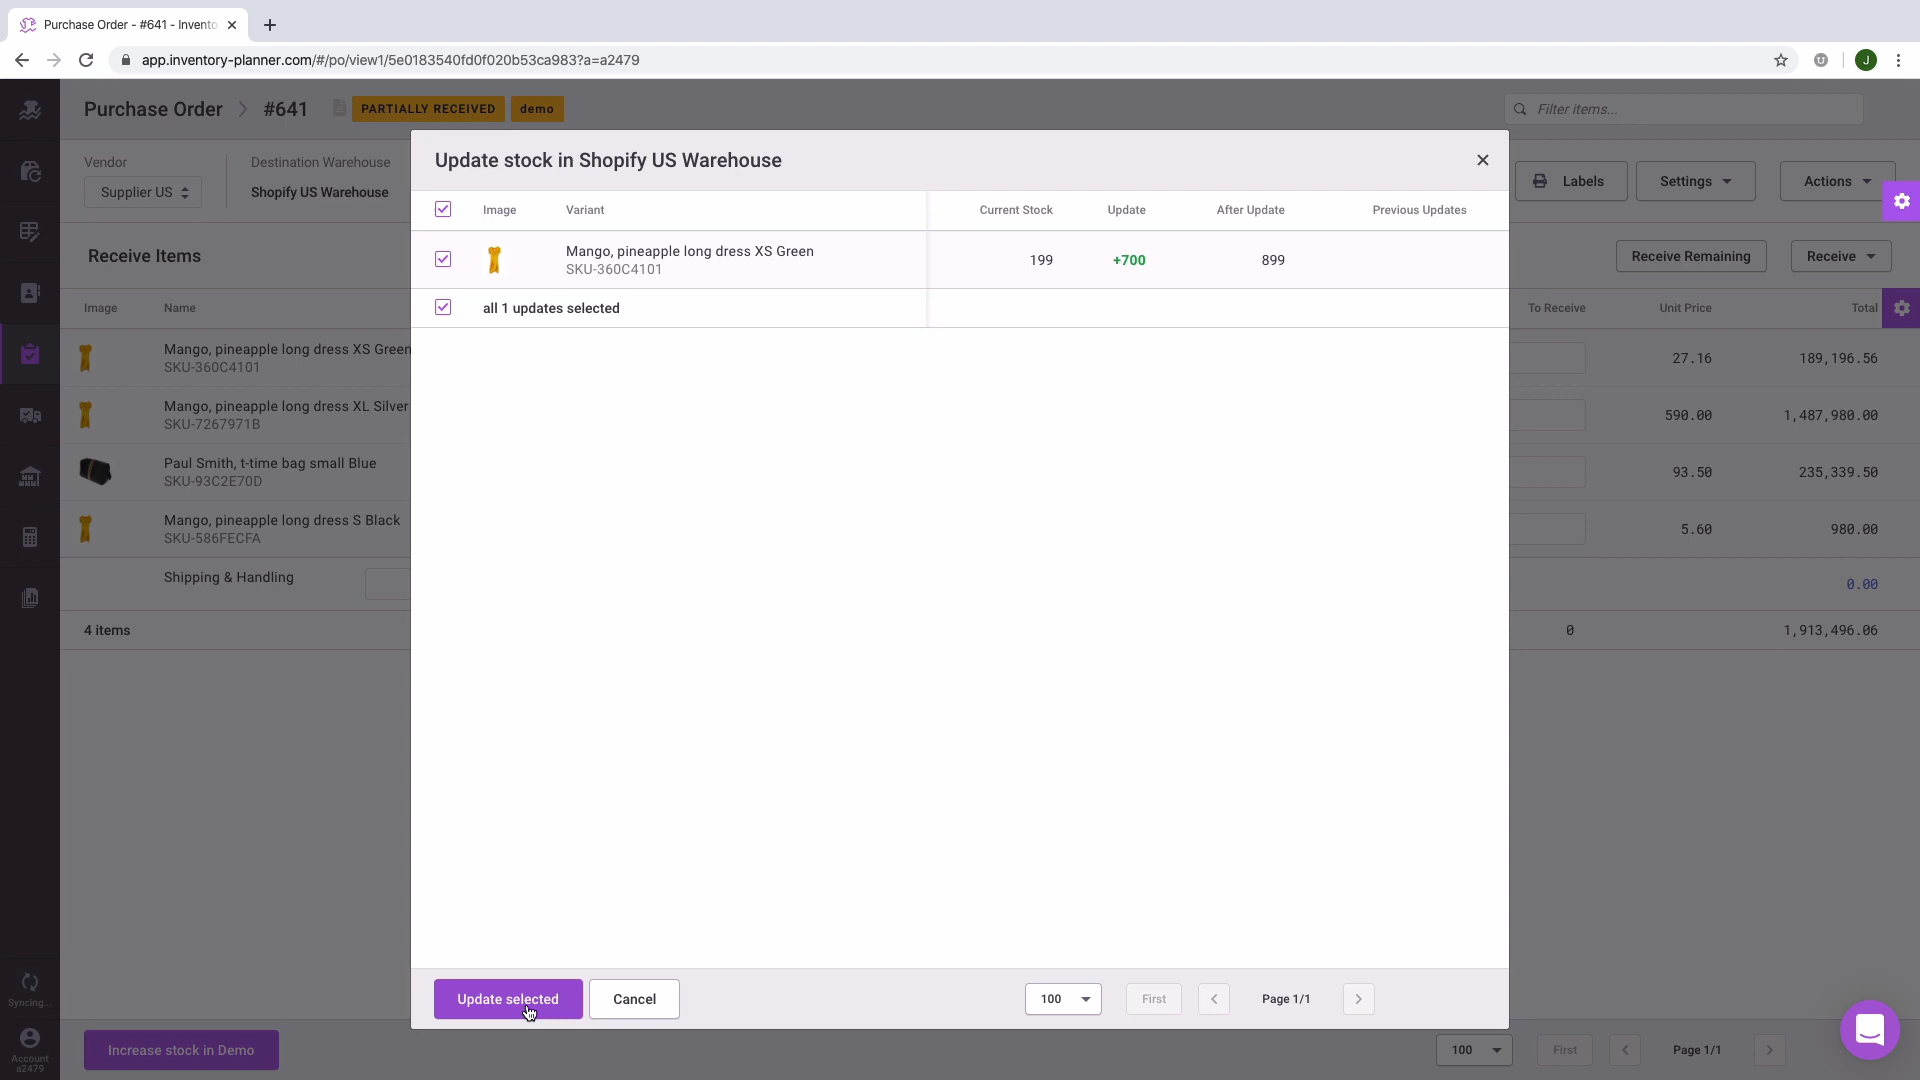 Purchase Order - #641 - Invento
app.inventory-planner.com/#/po/view1/5e0183540fd0f020b53ca983?a=a2479
J
Purchase Order
#641
PARTIALLY RECEIVED
demo
Filter items...
Vendor
Supplier US
Destination Warehouse
Shopify US Warehouse
Labels
Settings
Actions
Receive Items
Receive Remaining
Receive
Image
Name
To Receive
Unit Price
Total
Mango, pineapple long dress XS Green
SKU-360C4101
27.16
189,196.56
Mango, pineapple long dress XL Silver
SKU-7267971B
590.00
1,487,980.00
Paul Smith, t-time bag small Blue
SKU-93C2E70D
93.50
235,339.50
Mango, pineapple long dress S Black
SKU-586FECFA
5.60
980.00
Shipping & Handling
0.00
4 items
0
1,913,496.06
Update stock in Shopify US Warehouse
Image
Variant
Current Stock
Update
After Update
Previous Updates
Mango, pineapple long dress XS Green
SKU-360C4101
199
+700
899
all 1 updates selected
Update selected
Cancel
100
First
Page 1/1
Syncing...
Account
a2479
Increase stock in Demo
100
First
Page 1/1